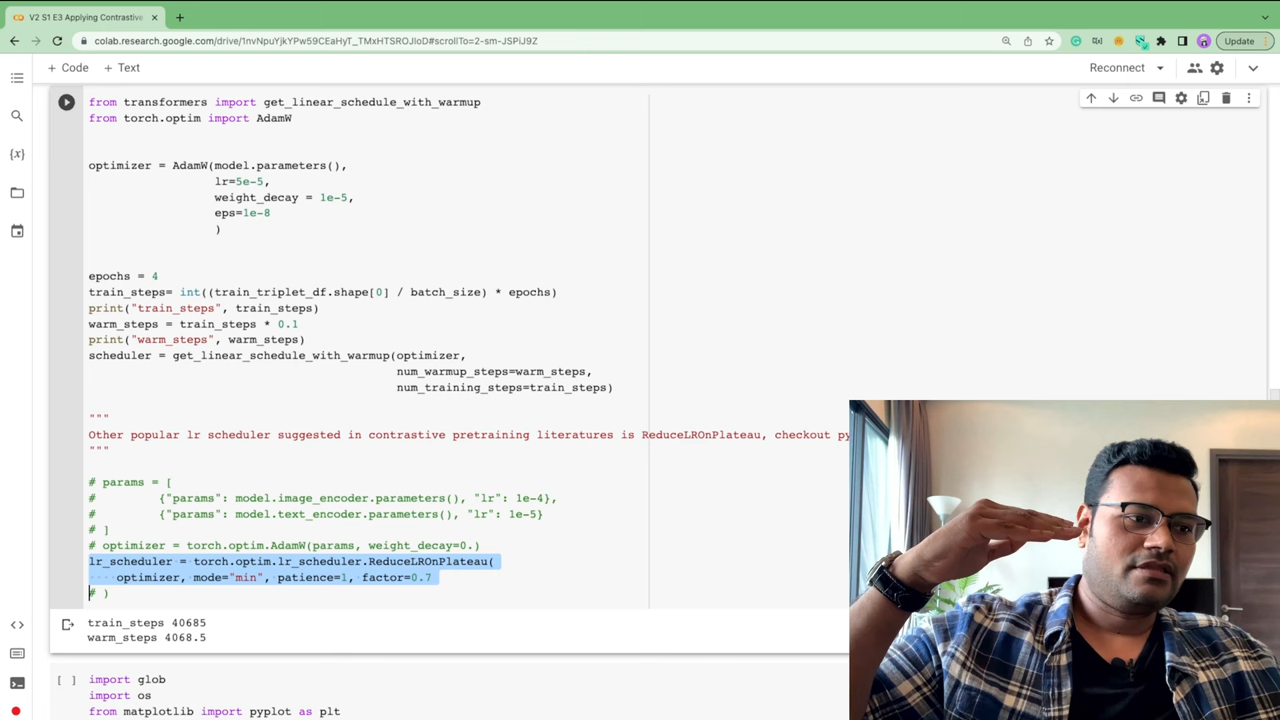 V2 S1 E3 Applying Contrastive
colab.research.google.com/drive/1nvNpuYjkYPw59CEaHyT_TMxHTSROJIoD#scrollTo=2-sm-JSPiJ9Z
Update
+ Code + Text
Reconnect
from transformers import get_linear_schedule_with_warmup
from torch.optim import AdamW
optimizer = AdamW(model.parameters(),
lr=5e-5,
weight_decay = 1e-5,
eps=1e-8
)
epochs = 4
train_steps= int((train_triplet_df.shape[0] / batch_size) * epochs)
print("train_steps", train_steps)
warm_steps = train_steps * 0.1
print("warm_steps", warm_steps)
scheduler = get_linear_schedule_with_warmup(optimizer,
num_warmup_steps=warm_steps,
num_training_steps=train_steps)
"""
Other popular lr scheduler suggested in contrastive pretraining literatures is ReduceLROnPlateau, checkout py
"""
# params = [
# {"params": model.image_encoder.parameters(), "lr": 1e-4},
# {"params": model.text_encoder.parameters(), "lr": 1e-5}
# ]
# optimizer = torch.optim.AdamW(params, weight_decay=0.)
lr_scheduler = torch.optim.lr_scheduler.ReduceLROnPlateau(
optimizer, mode="min", patience=1, factor=0.7
# )
train_steps 40685
warm_steps 4068.5
[ ] import glob
import os
from matplotlib import pyplot as plt